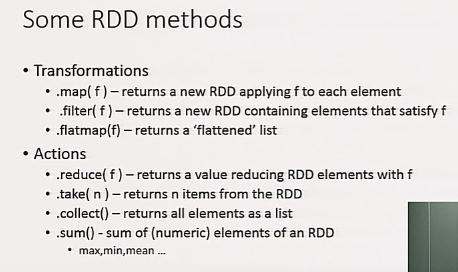 Some RDD methods
• Transformations
• .map( f ) – returns a new RDD applying f to each element
• .filter( f ) – returns a new RDD containing elements that satisfy f
• .flatmap(f) – returns a 'flattened' list
• Actions
• .reduce( f ) – returns a value reducing RDD elements with f
• .take( n ) – returns n items from the RDD
• .collect() – returns all elements as a list
• .sum() - sum of (numeric) elements of an RDD
• max,min,mean ...